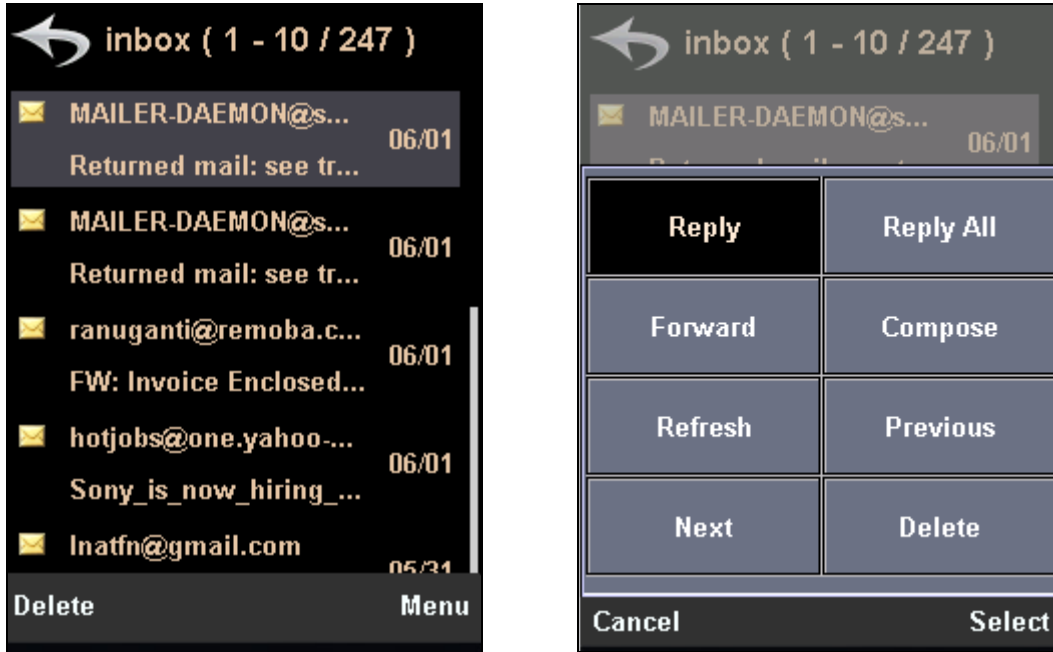 inbox ( 1 - 10 / 247 )
MAILER-DAEMON@s...
06/01
Returned mail: see tr...
MAILER-DAEMON@s...
06/01
Returned mail: see tr...
ranuganti@remoba.c...
06/01
FW: Invoice Enclosed...
hotjobs@one.yahoo-...
06/01
Sony_is_now_hiring_...
lnatfn@gmail.com
05/31
Delete Menu
inbox ( 1 - 10 / 247 )
MAILER-DAEMON@s...
06/01
Reply Reply All
Forward Compose
Refresh Previous
Next Delete
Cancel Select